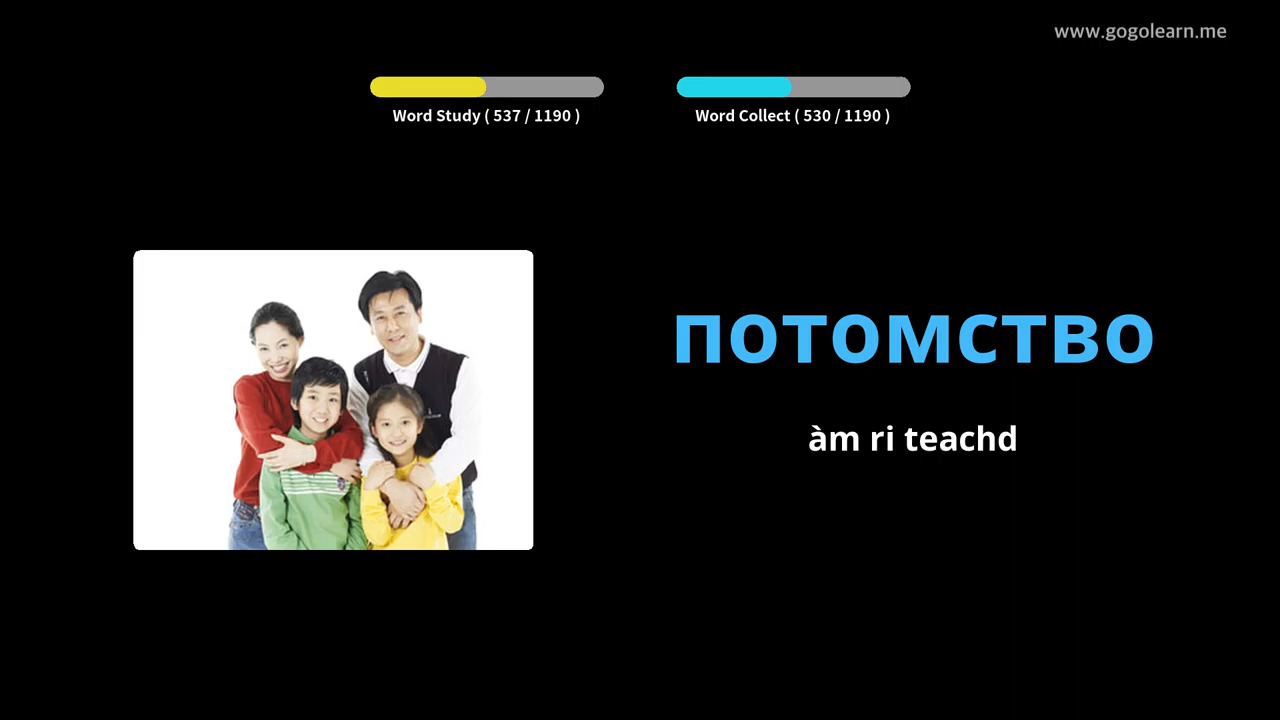 www.gogolearn.me
Word Study ( 537 / 1190 )
Word Collect ( 530 / 1190 )
потомство
àm ri teachd